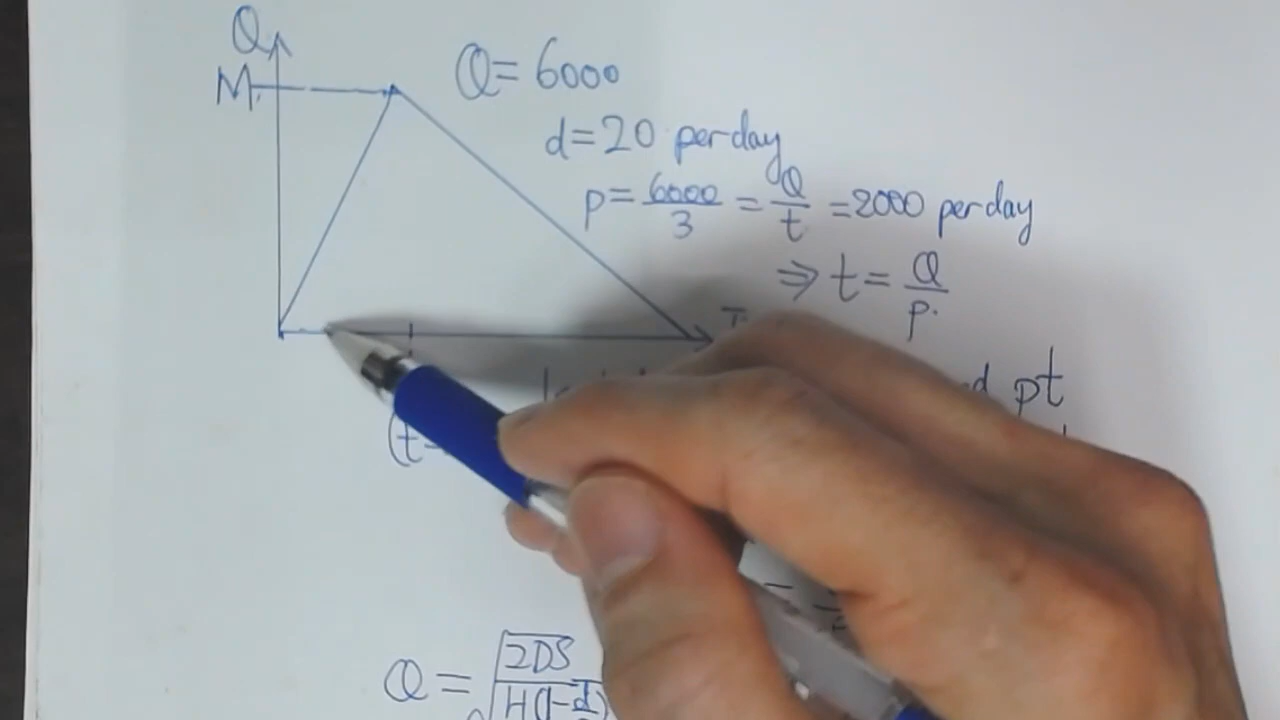 Q
M
Q = 6000
d = 20 per day
p = 6000/3 = Q/t = 2000 per day
⇒ t = Q/p.
pt
(t
Q = √2DS/H(1-d